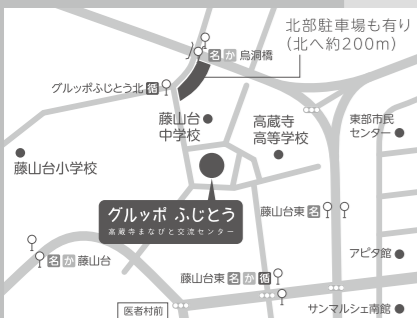 北部駐車場も有り
(北へ約200m)
名 か 烏洞橋
グルッポふじとう北 循
藤山台
中学校
高蔵寺
高等学校
東部市民
センター
藤山台小学校
グルッポ ふじとう
高蔵寺まなびと交流センター
藤山台東 名
名 か 藤山台
アピタ館
藤山台東 名 か 循
医者村前
サンマルシェ南館